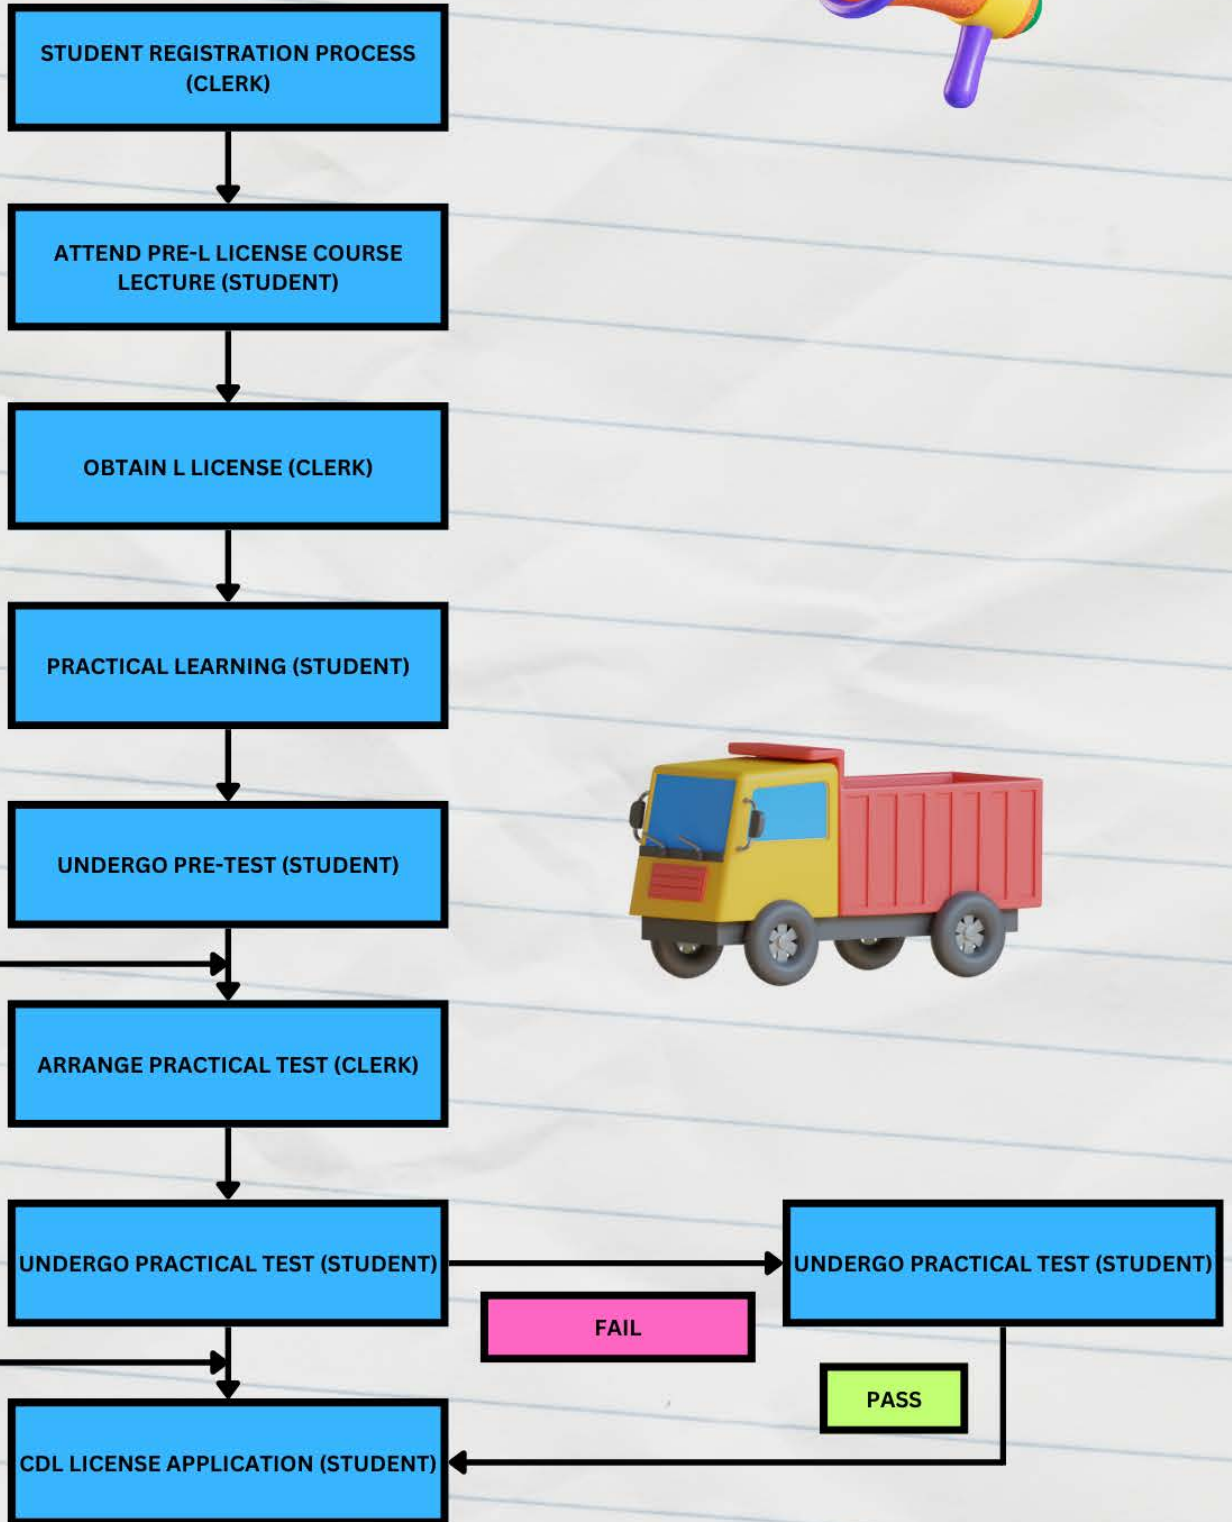 STUDENT REGISTRATION PROCESS
(CLERK)
ATTEND PRE-L LICENSE COURSE
LECTURE (STUDENT)
OBTAIN L LICENSE (CLERK)
PRACTICAL LEARNING (STUDENT)
UNDERGO PRE-TEST (STUDENT)
ARRANGE PRACTICAL TEST (CLERK)
UNDERGO PRACTICAL TEST (STUDENT)
UNDERGO PRACTICAL TEST (STUDENT)
FAIL
PASS
CDL LICENSE APPLICATION (STUDENT)